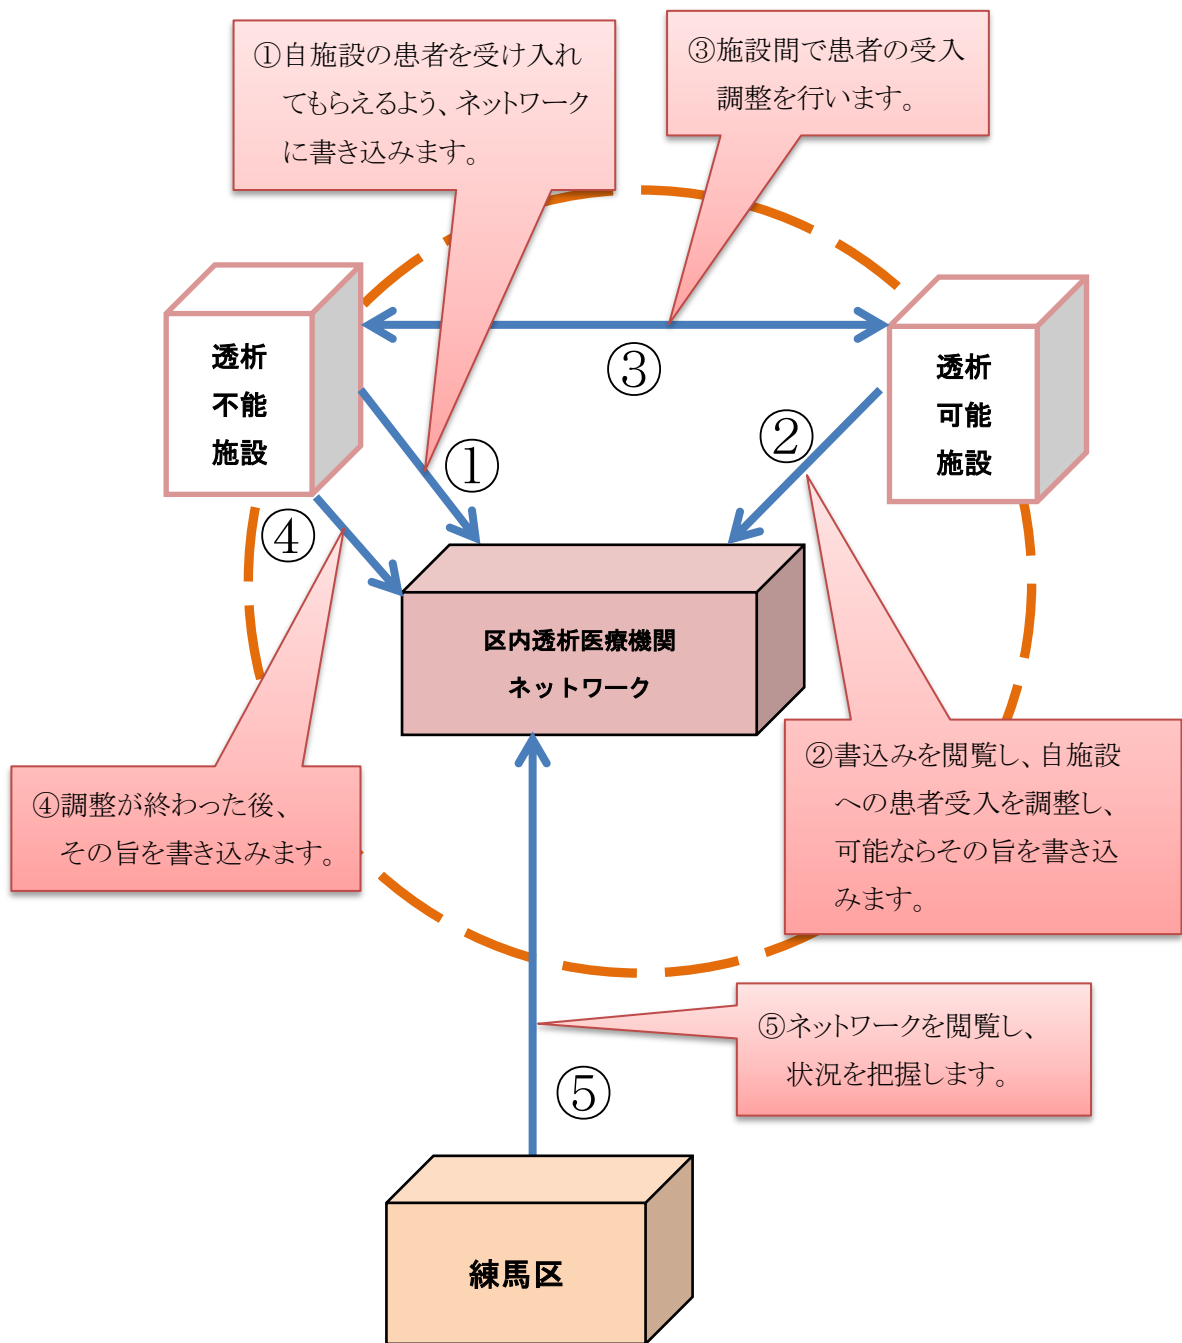 ①自施設の患者を受け入れ
てもらえるよう、ネットワーク
に書き込みます。
③施設間で患者の受入
調整を行います。
透析
不能
施設
③
透析
可能
施設
①
②
④
区内透析医療機関
ネットワーク
④調整が終わった後、
その旨を書き込みます。
②書込みを閲覧し、自施設
への患者受入を調整し、
可能ならその旨を書き込
みます。
⑤ネットワークを閲覧し、
状況を把握します。
⑤
練馬区